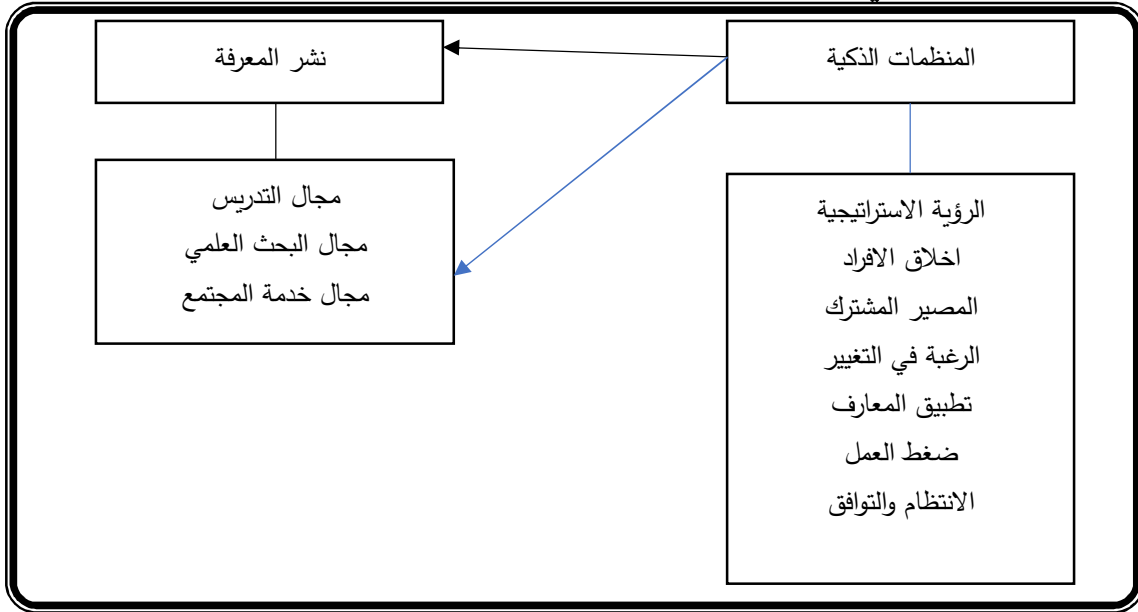 المنظمات الذكية
نشر المعرفة
الرؤية الاستراتيجية
اخلاق الافراد
المصير المشترك
الرغبة في التغيير
تطبيق المعارف
ضغط العمل
الانتظام والتوافق
مجال التدريس
مجال البحث العلمي
مجال خدمة المجتمع